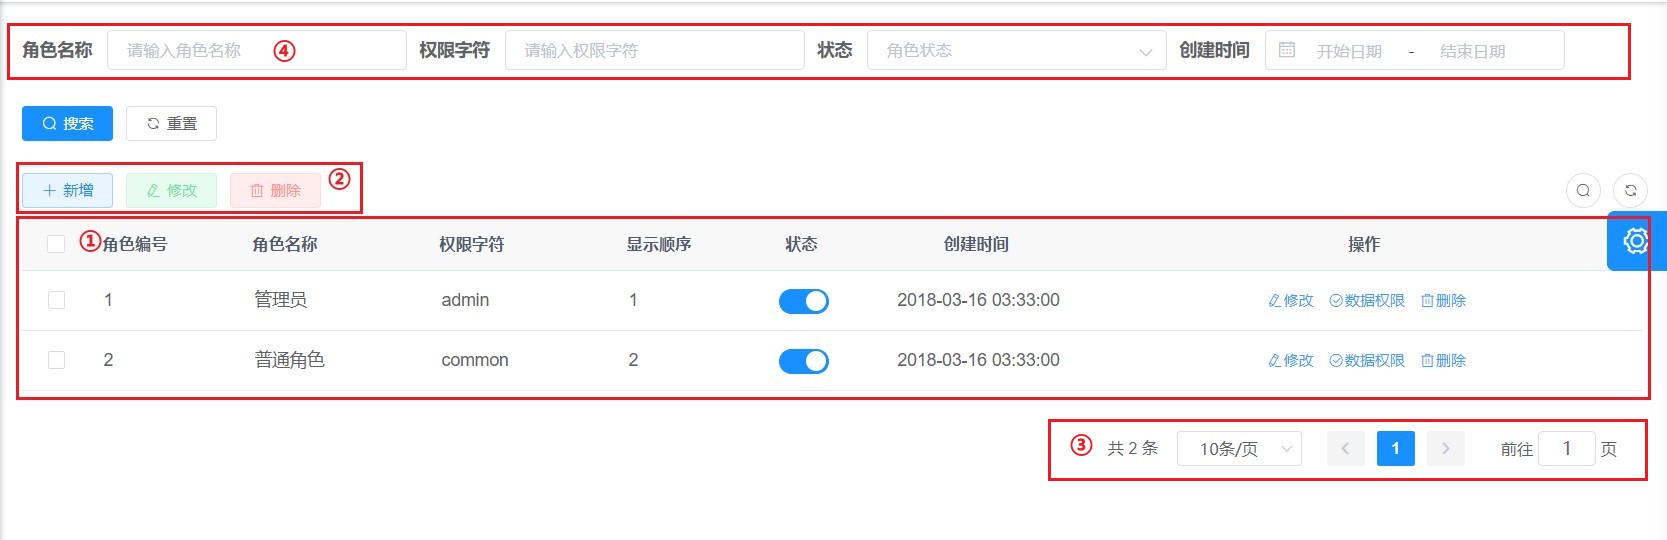 角色名称 请输入角色名称 ④ 权限字符 请输入权限字符 状态 角色状态 创建时间 开始日期 - 结束日期
搜索 重置
新增 修改 删除 ②
① 角色编号 角色名称 权限字符 显示顺序 状态 创建时间 操作
1 管理员 admin 1 2018-03-16 03:33:00 修改 数据权限 删除
2 普通角色 common 2 2018-03-16 03:33:00 修改 数据权限 删除
③ 共 2 条 10条/页 1 前往 1 页